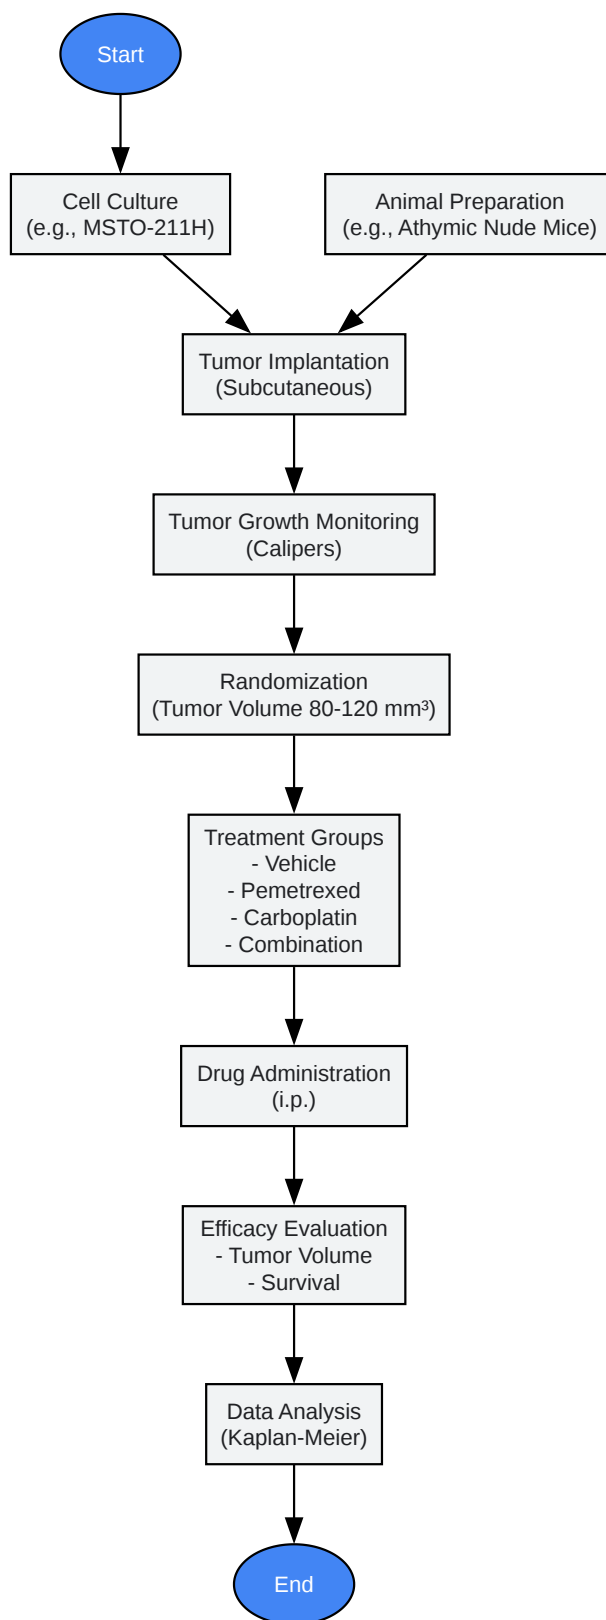 Start
Cell Culture
(e.g., MSTO-211H)
Animal Preparation
(e.g., Athymic Nude Mice)
Tumor Implantation
(Subcutaneous)
Tumor Growth Monitoring
(Calipers)
Randomization
(Tumor Volume 80-120 mm³)
Treatment Groups
- Vehicle
- Pemetrexed
- Carboplatin
- Combination
Drug Administration
(i.p.)
Efficacy Evaluation
- Tumor Volume
- Survival
Data Analysis
(Kaplan-Meier)
End